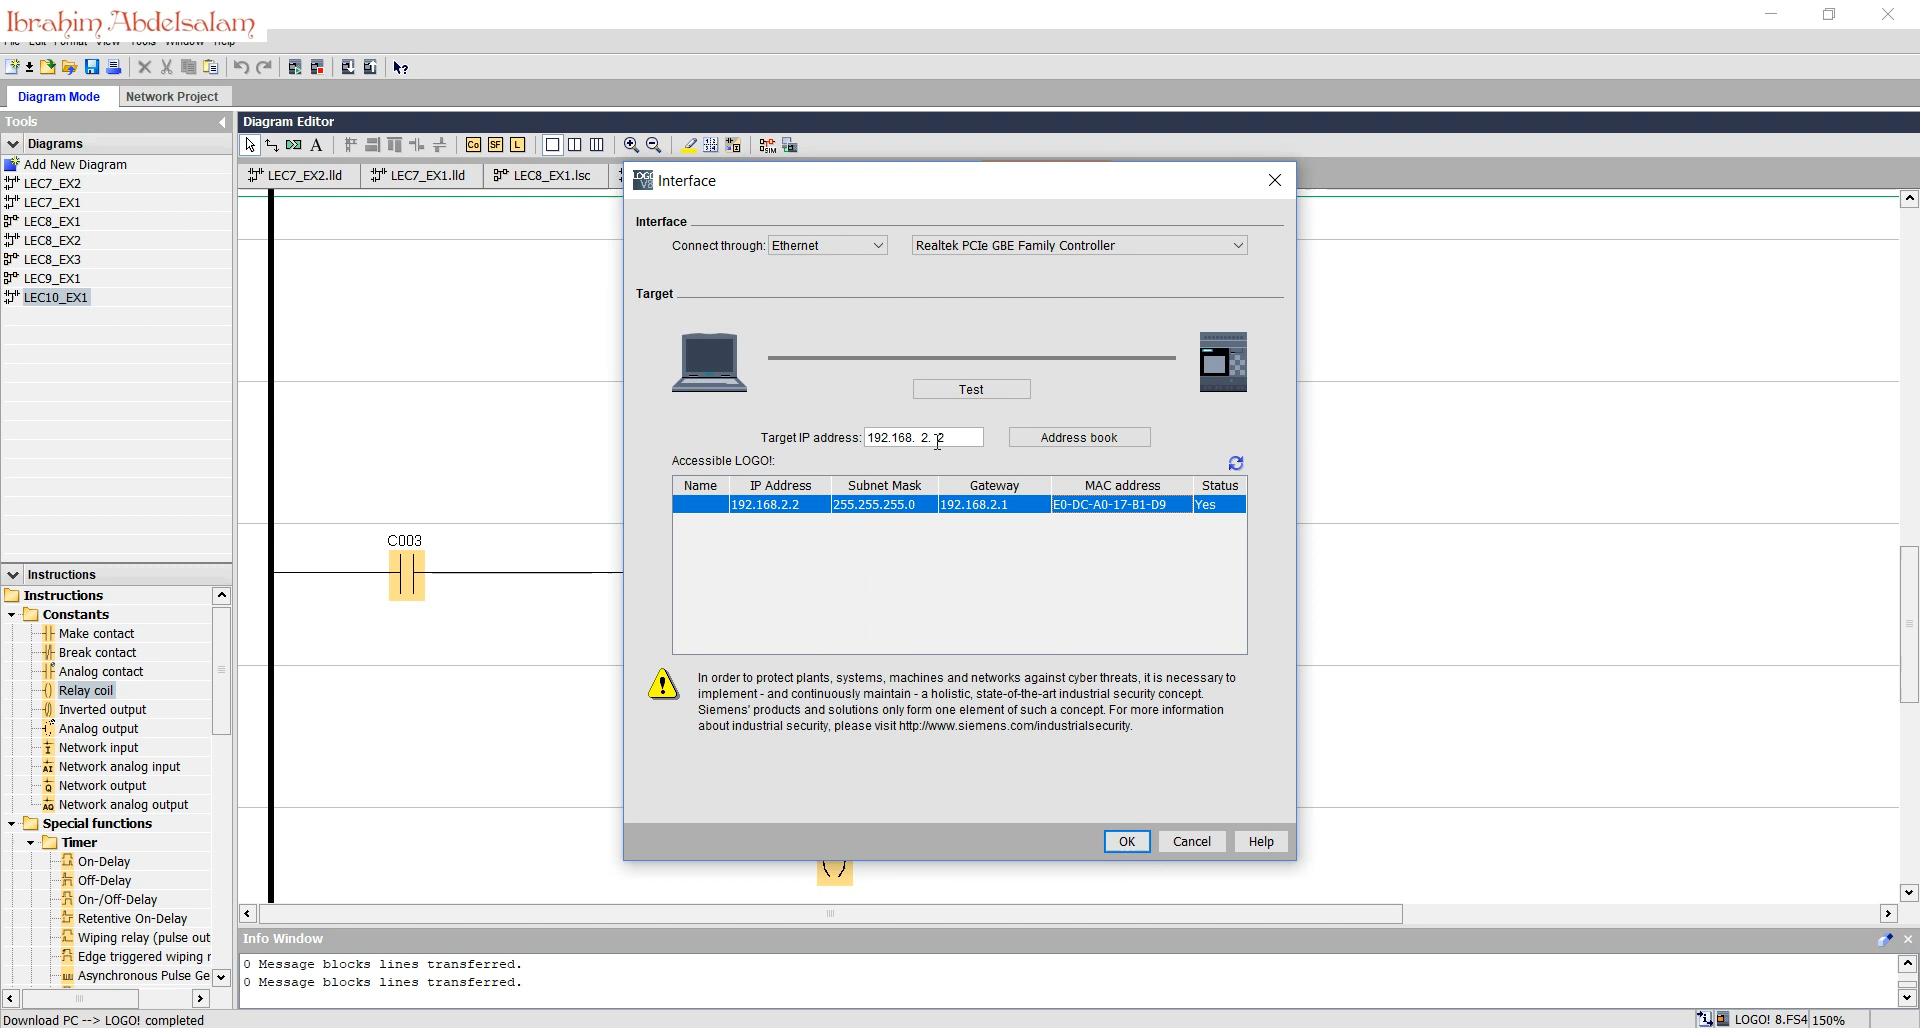 Ibrahim Abdelsalam
File Edit Format View Tools Window Help
Diagram Mode
Network Project
Tools
Diagrams
Add New Diagram
LEC7_EX2
LEC7_EX1
LEC8_EX1
LEC8_EX2
LEC8_EX3
LEC9_EX1
LEC10_EX1
Instructions
Instructions
Constants
Make contact
Break contact
Analog contact
Relay coil
Inverted output
Analog output
Network input
Network analog input
Network output
Network analog output
Special functions
Timer
On-Delay
Off-Delay
On-/Off-Delay
Retentive On-Delay
Wiping relay (pulse out
Edge triggered wiping r
Asynchronous Pulse Ge
Diagram Editor
LEC7_EX2.lld LEC7_EX1.lld LEC8_EX1.lsc
C003
Interface
Interface
Connect through: Ethernet Realtek PCIe GBE Family Controller
Target
Test
Target IP address: 192.168. 2. 2 Address book
Accessible LOGO!:
Name IP Address Subnet Mask Gateway MAC address Status
192.168.2.2 255.255.255.0 192.168.2.1 E0-DC-A0-17-B1-D9 Yes
In order to protect plants, systems, machines and networks against cyber threats, it is necessary to
implement - and continuously maintain - a holistic, state-of-the-art industrial security concept.
Siemens' products and solutions only form one element of such a concept. For more information
about industrial security, please visit http://www.siemens.com/industrialsecurity.
OK Cancel Help
Info Window
0 Message blocks lines transferred.
0 Message blocks lines transferred.
Download PC --> LOGO! completed
LOGO! 8.FS4 150%